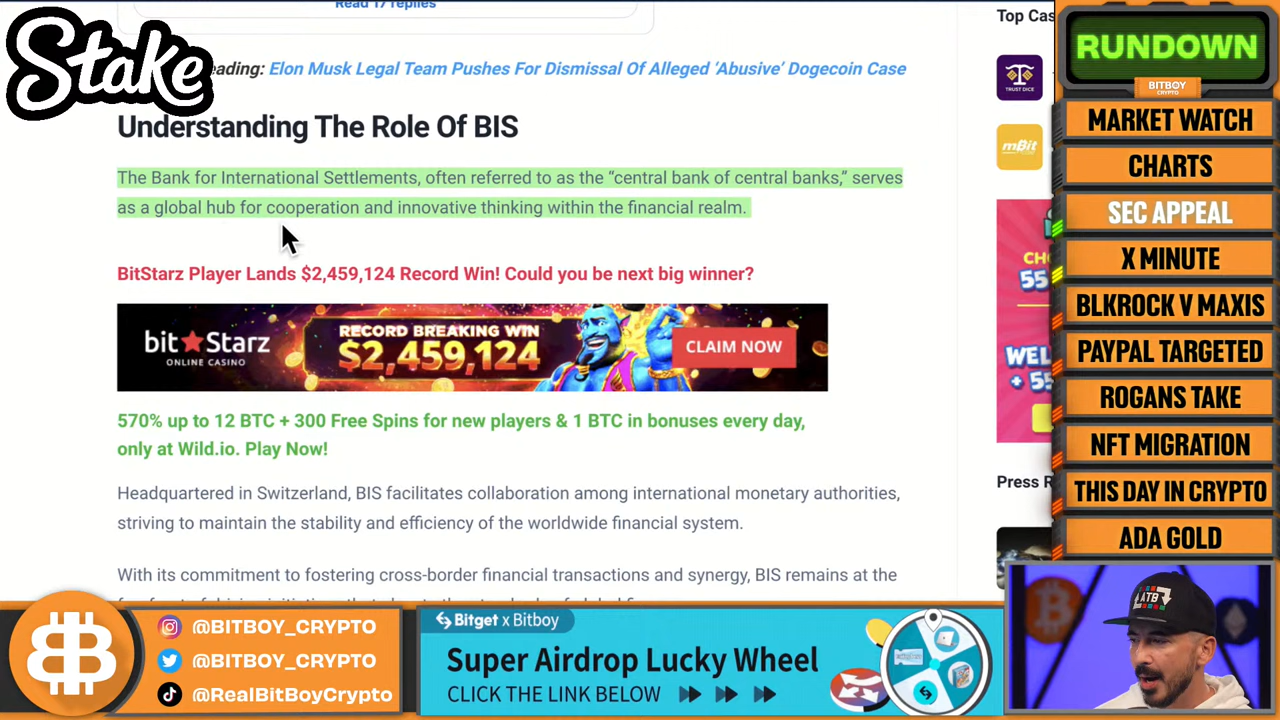 Read 17 replies
Stake
eading: Elon Musk Legal Team Pushes For Dismissal Of Alleged ‘Abusive’ Dogecoin Case
Understanding The Role Of BIS
The Bank for International Settlements, often referred to as the “central bank of central banks,” serves
as a global hub for cooperation and innovative thinking within the financial realm.
BitStarz Player Lands $2,459,124 Record Win! Could you be next big winner?
bit Starz
ONLINE CASINO
RECORD BREAKING WIN
$2,459,124
CLAIM NOW
570% up to 12 BTC + 300 Free Spins for new players & 1 BTC in bonuses every day,
only at Wild.io. Play Now!
Headquartered in Switzerland, BIS facilitates collaboration among international monetary authorities,
striving to maintain the stability and efficiency of the worldwide financial system.
With its commitment to fostering cross-border financial transactions and synergy, BIS remains at the
Top Cas
TRUST DICE
mBit
CH
55
WEL
+ 55
Press R
RUNDOWN
BITBOY
CRYPTO
MARKET WATCH
CHARTS
SEC APPEAL
X MINUTE
BLKROCK V MAXIS
PAYPAL TARGETED
ROGANS TAKE
NFT MIGRATION
THIS DAY IN CRYPTO
ADA GOLD
@BITBOY_CRYPTO
@BITBOY_CRYPTO
@RealBitBoyCrypto
Bitget x Bitboy
Super Airdrop Lucky Wheel
CLICK THE LINK BELOW
ATB